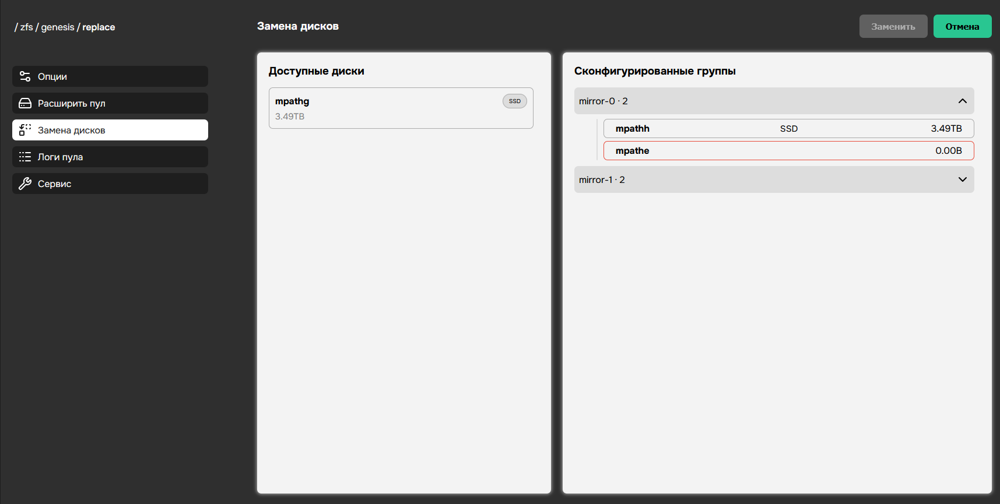 / zfs / genesis / replace
Опции
Расширить пул
Замена дисков
Логи пула
Сервис
Замена дисков
Заменить
Отмена
Доступные диски
mpathg
SSD
3.49TB
Сконфигурированные группы
mirror-0 · 2
mpathh SSD 3.49TB
mpathe 0.00B
mirror-1 · 2